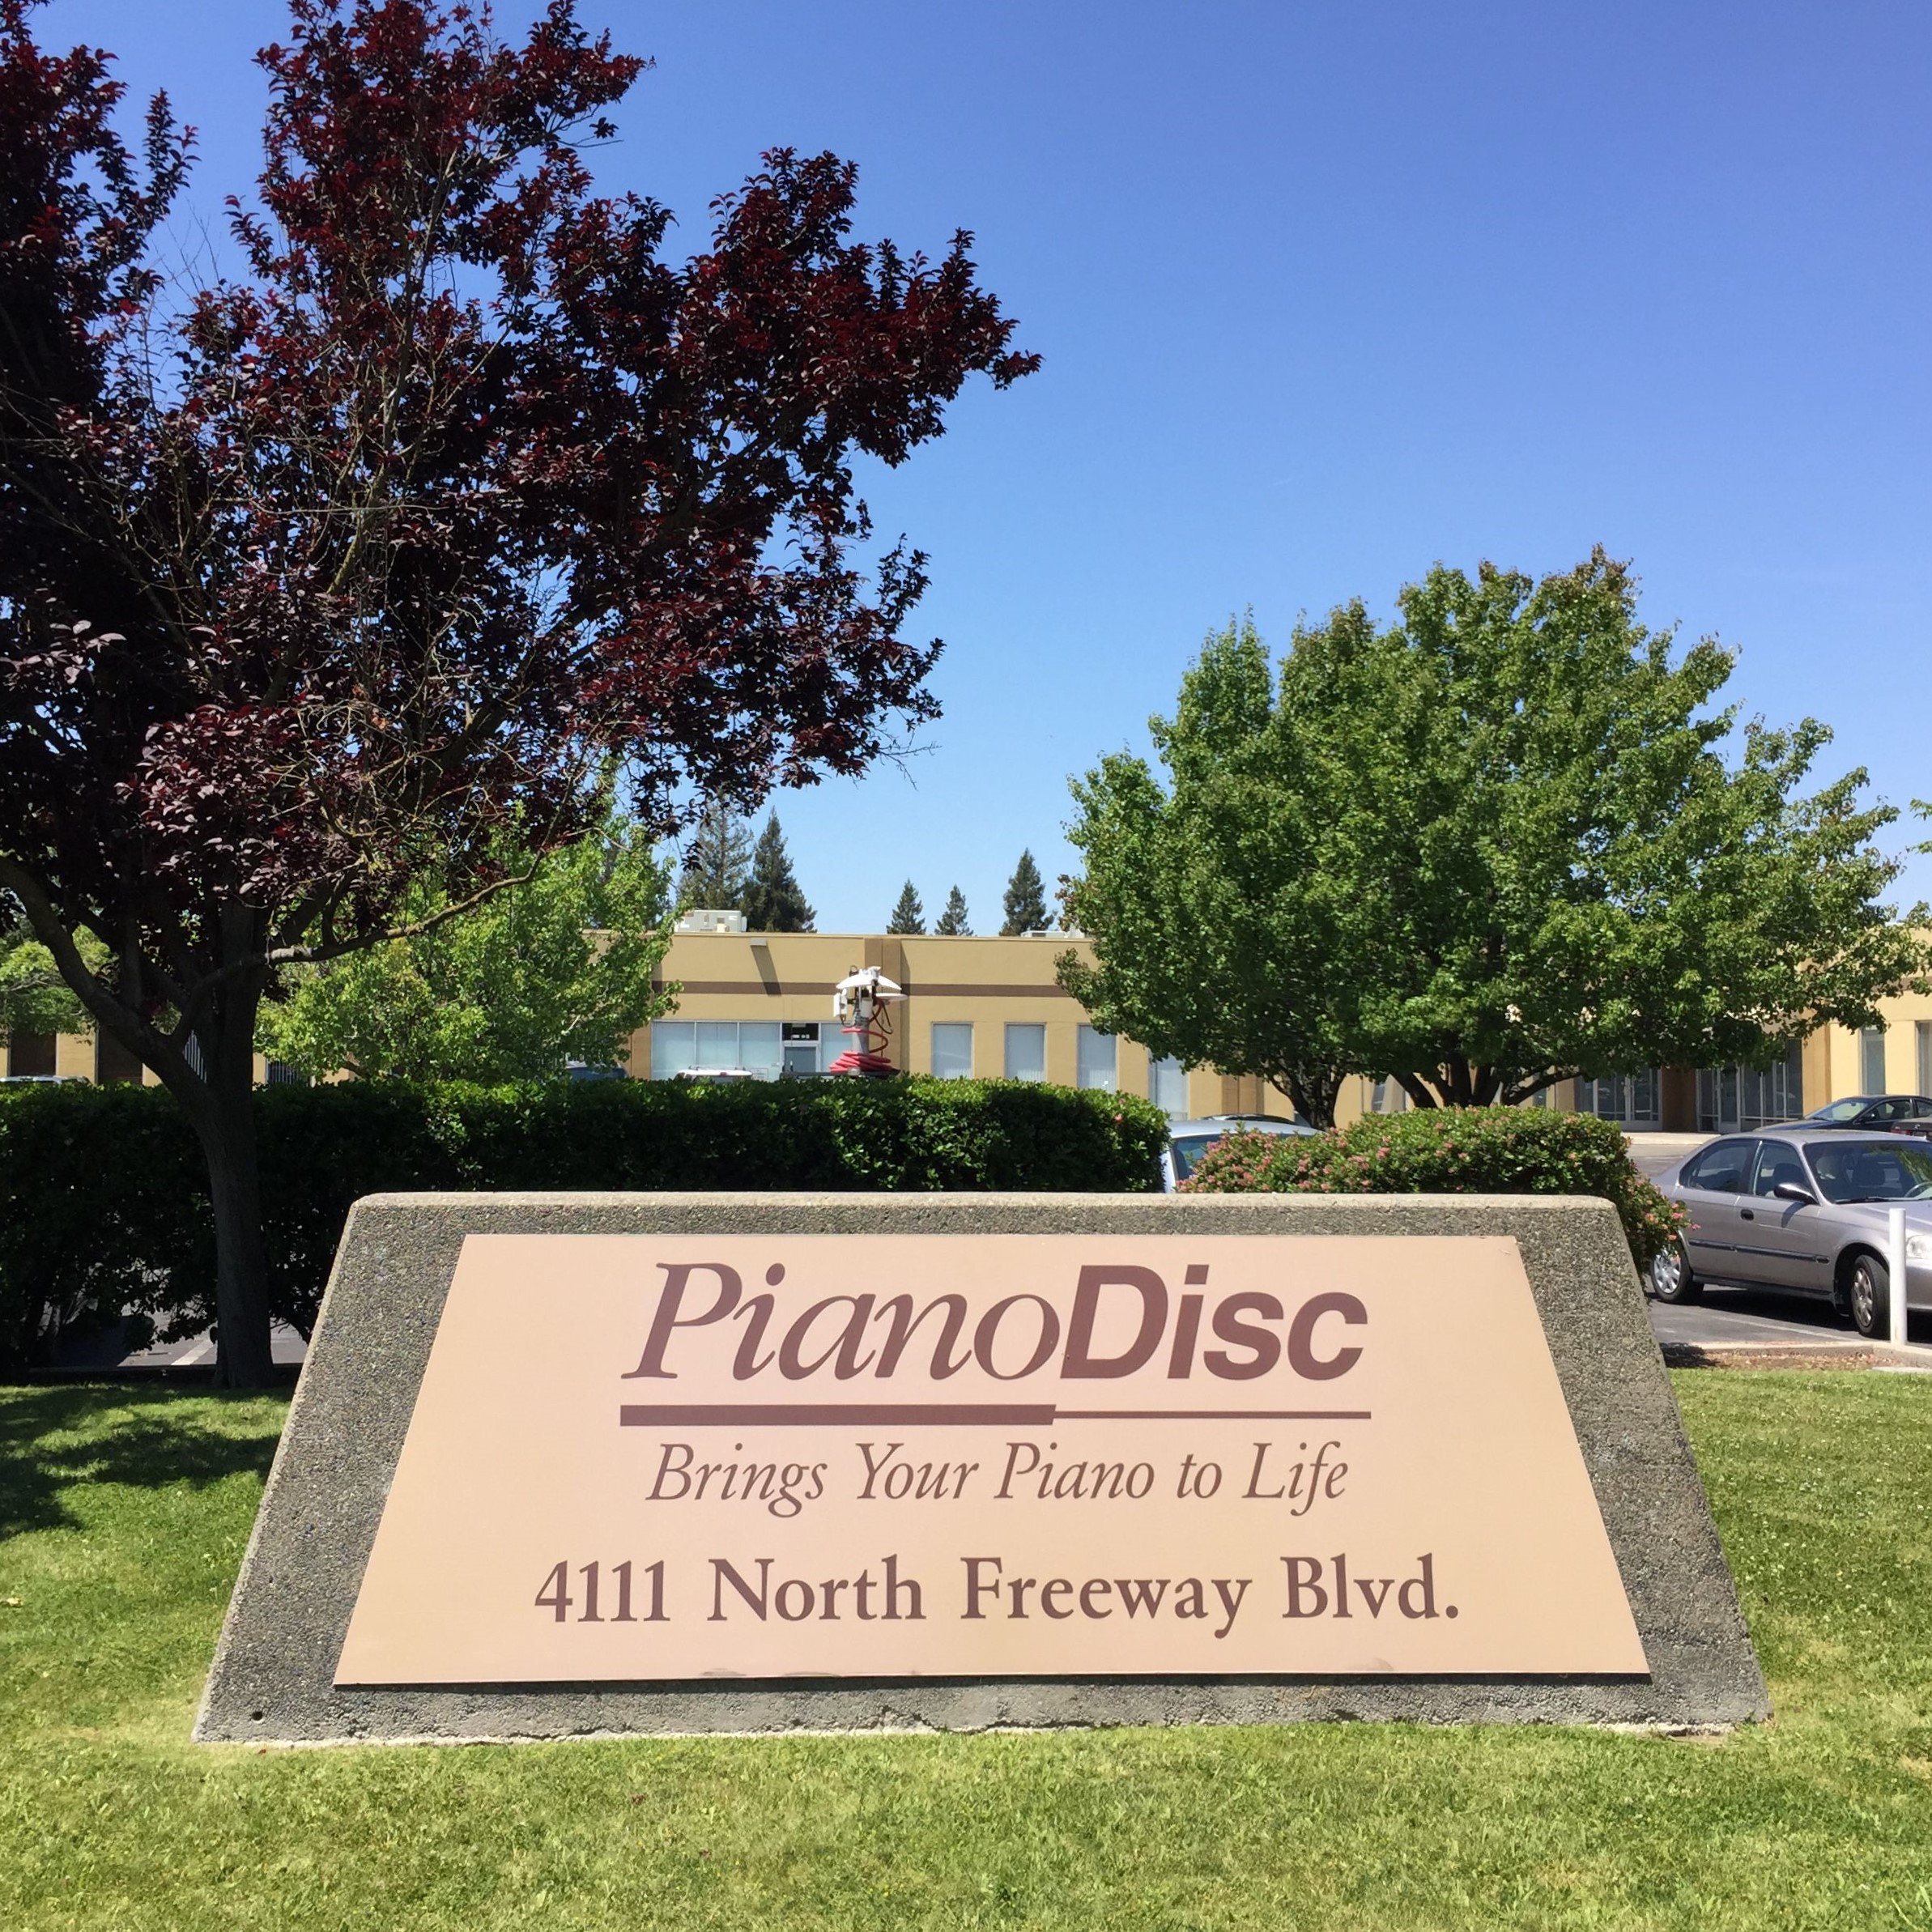 PianoDisc
Brings Your Piano to Life
4111 North Freeway Blvd.